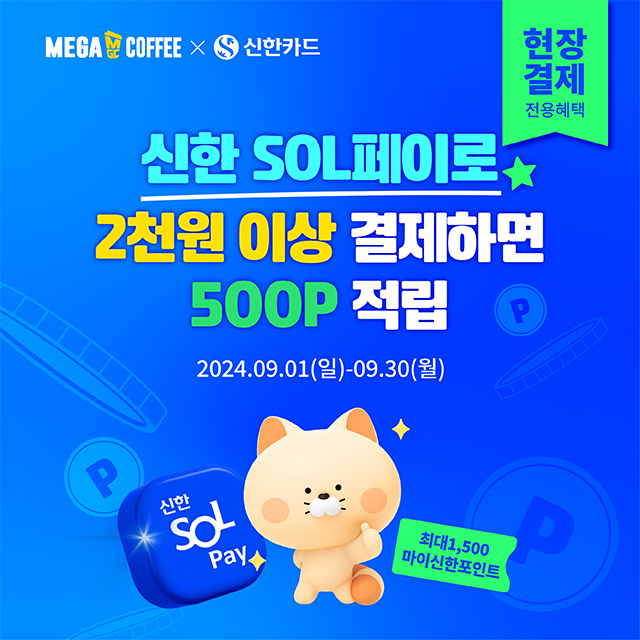 MEGA MGC COFFEE × 신한카드
현장
결제
전용혜택
신한 SOL페이로
2천원 이상 결제하면
500P 적립
2024.09.01(일)-09.30(월)
P
P
P
신한
SOL
Pay
최대1,500
마이신한포인트